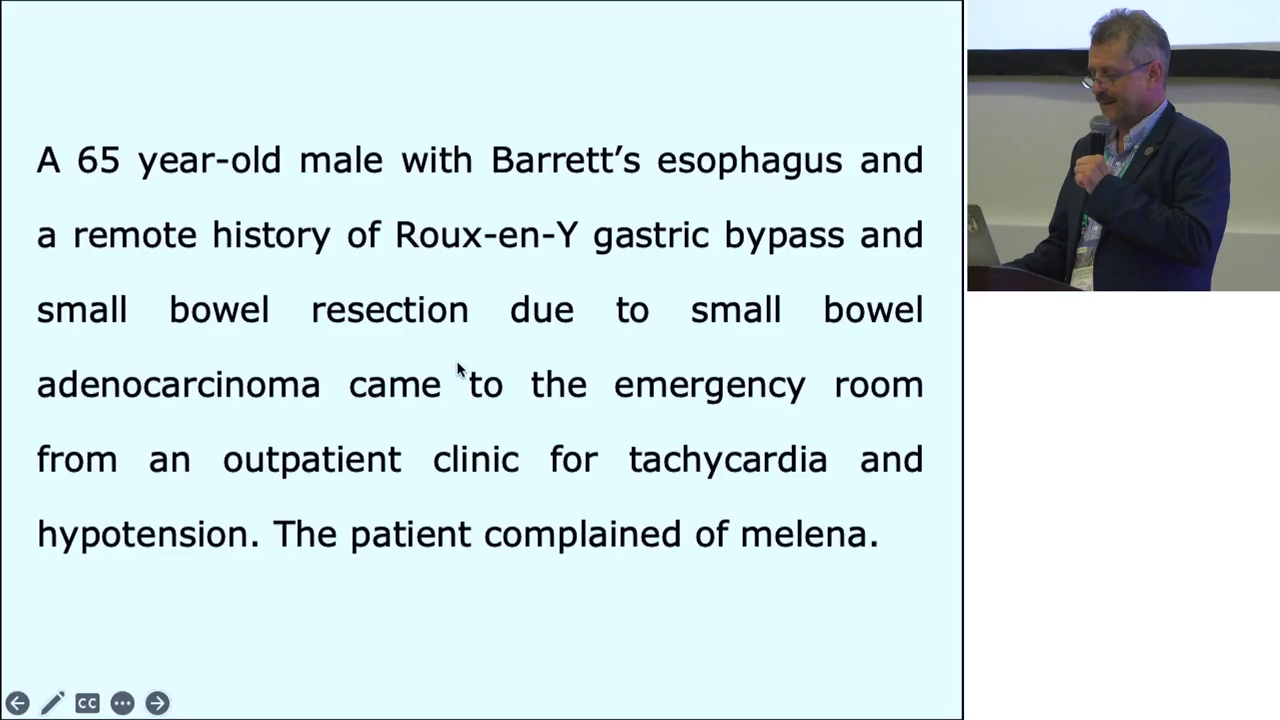 A 65 year-old male with Barrett’s esophagus and
a remote history of Roux-en-Y gastric bypass and
small bowel resection due to small bowel
adenocarcinoma came to the emergency room
from an outpatient clinic for tachycardia and
hypotension. The patient complained of melena.
CC